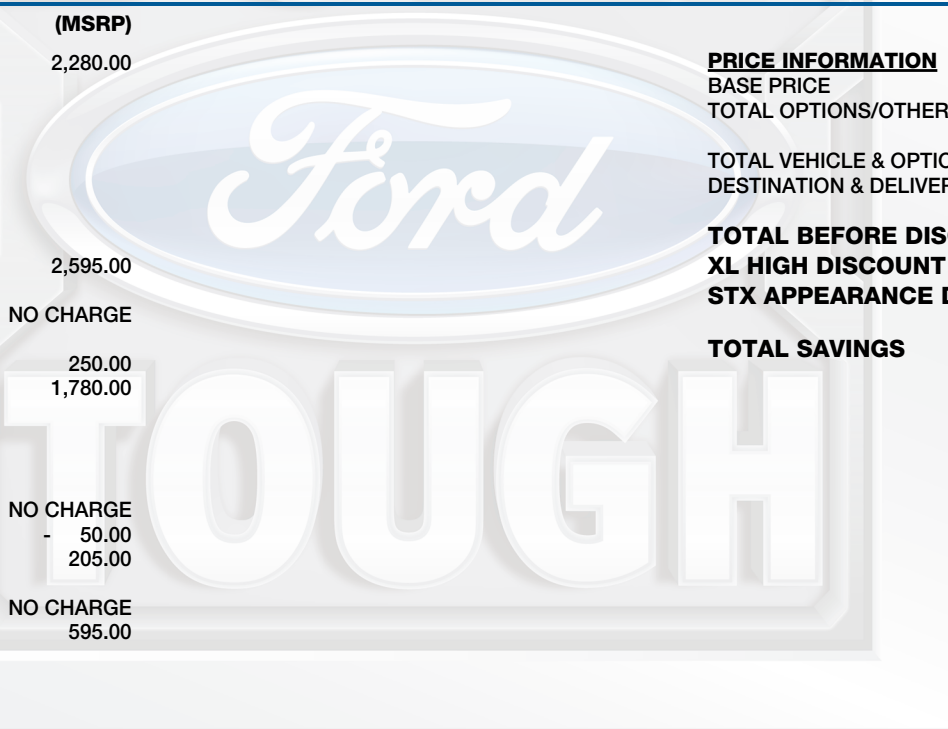 (MSRP)
2,280.00
2,595.00
NO CHARGE
250.00
1,780.00
NO CHARGE
- 50.00
205.00
NO CHARGE
595.00
PRICE INFORMATION
BASE PRICE
TOTAL OPTIONS/OTHER
TOTAL VEHICLE & OPTIO
DESTINATION & DELIVER
TOTAL BEFORE DIS
XL HIGH DISCOUNT
STX APPEARANCE D
TOTAL SAVINGS
Ford
TOUGH